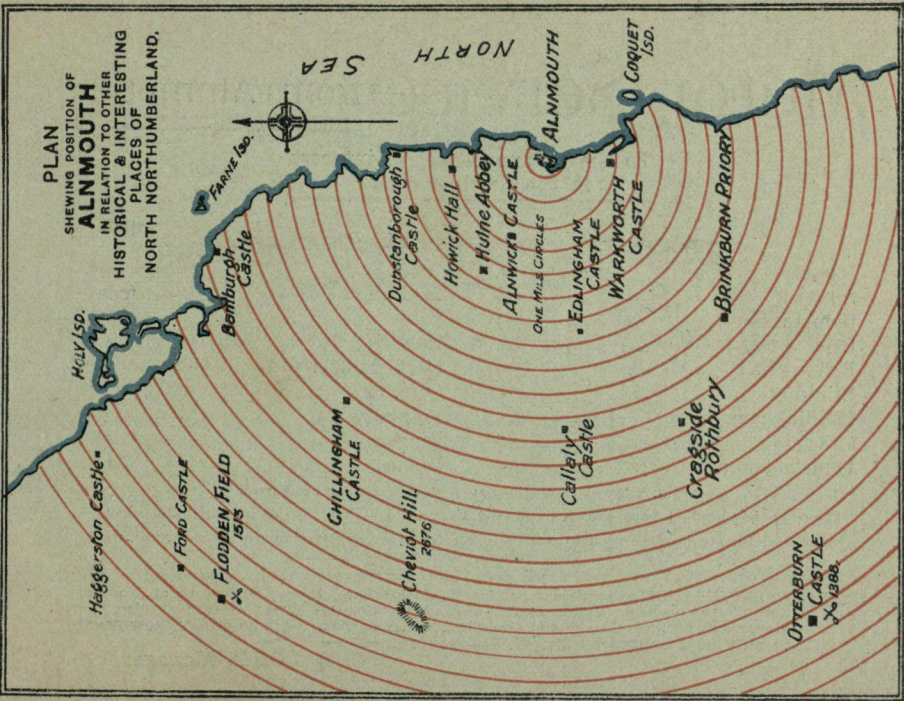 PLAN
SHEWING POSITION OF
ALNMOUTH
IN RELATION TO OTHER
HISTORICAL & INTERESTING
PLACES OF
NORTH NORTHUMBERLAND.
NORTH SEA
FARNE ISD.
HOLY ISD.
COQUET
ISD.
ALNMOUTH
Bamburgh
Castle
Dunstanborough
Castle
Howick Hall
Hulne Abbey
ALNWICK CASTLE
ONE MILE CIRCLES
EDLINGHAM
CASTLE
WARKWORTH
CASTLE
BRINKBURN PRIORY
Haggerston Castle
FORD CASTLE
FLODDEN FIELD
1513
CHILLINGHAM
CASTLE
Cheviot Hill.
2676
Callaly
Castle
Cragside
Rothbury
OTTERBURN
CASTLE
1388.